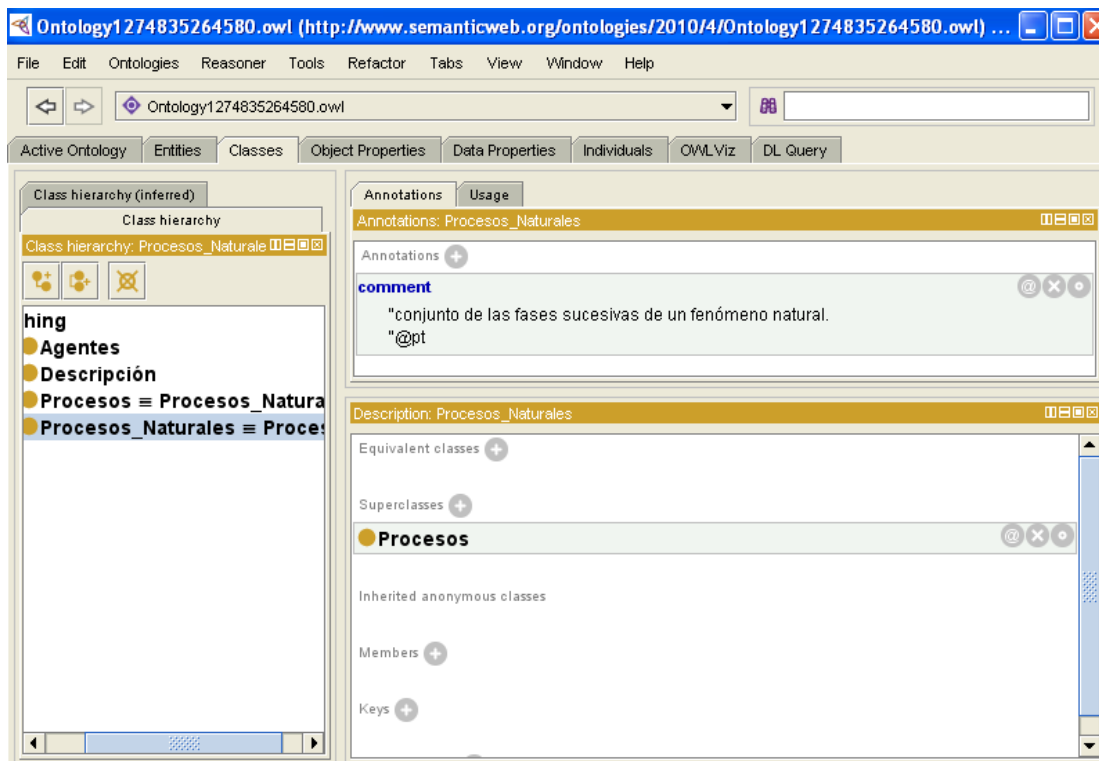 Ontology1274835264580.owl (http://www.semanticweb.org/ontologies/2010/4/Ontology1274835264580.owl) ...
File Edit Ontologies Reasoner Tools Refactor Tabs View Window Help
Ontology1274835264580.owl
Active Ontology Entities Classes Object Properties Data Properties Individuals OWLViz DL Query
Class hierarchy (inferred)
Class hierarchy
Class hierarchy: Procesos_Naturale
hing
Agentes
Descripción
Procesos ≡ Procesos_Natura
Procesos_Naturales ≡ Proces
Annotations Usage
Annotations: Procesos_Naturales
Annotations
comment
"conjunto de las fases sucesivas de un fenómeno natural.
"@pt
Description: Procesos_Naturales
Equivalent classes
Superclasses
Procesos
Inherited anonymous classes
Members
Keys